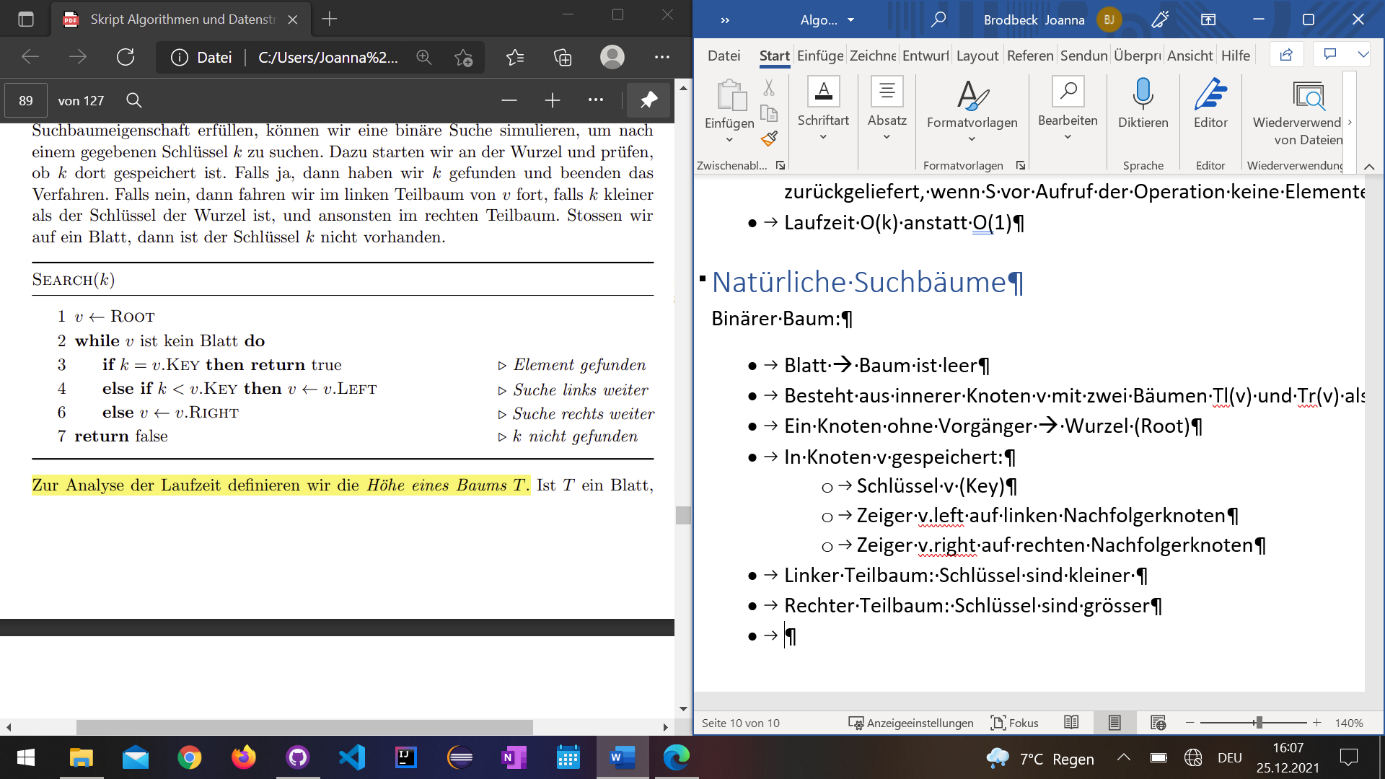 Skript Algorithmen und Datenst
Datei C:/Users/Joanna%2...
89 von 127
Suchbaumeigenschaft erfüllen, können wir eine binäre Suche simulieren, um nach
einem gegebenen Schlüssel k zu suchen. Dazu starten wir an der Wurzel und prüfen,
ob k dort gespeichert ist. Falls ja, dann haben wir k gefunden und beenden das
Verfahren. Falls nein, dann fahren wir im linken Teilbaum von v fort, falls k kleiner
als der Schlüssel der Wurzel ist, und ansonsten im rechten Teilbaum. Stossen wir
auf ein Blatt, dann ist der Schlüssel k nicht vorhanden.
SEARCH(k)
1 v ← ROOT
2 while v ist kein Blatt do
3 if k = v.KEY then return true ▷ Element gefunden
4 else if k < v.KEY then v ← v.LEFT ▷ Suche links weiter
6 else v ← v.RIGHT ▷ Suche rechts weiter
7 return false ▷ k nicht gefunden
Zur Analyse der Laufzeit definieren wir die Höhe eines Baums T. Ist T ein Blatt,
» Algo... Brodbeck Joanna BJ
Datei Start Einfüge Zeichne Entwurf Layout Referen Sendun Überprü Ansicht Hilfe
Einfügen Schriftart Absatz Formatvorlagen Bearbeiten Diktieren Editor Wiederverwend
von Dateien
Zwischenabl... Formatvorlagen Sprache Editor Wiederverwendung
zurückgeliefert,·wenn·S·vor·Aufruf·der·Operation·keine·Elemente
● → Laufzeit·O(k)·anstatt·O(1)¶
▪ Natürliche·Suchbäume¶
Binärer·Baum:¶
● → Blatt·→·Baum·ist·leer¶
● → Besteht·aus·innerer·Knoten·v·mit·zwei·Bäumen·Tl(v)·und·Tr(v)·als
● → Ein·Knoten·ohne·Vorgänger·→·Wurzel·(Root)¶
● → In·Knoten·v·gespeichert:¶
○ → Schlüssel·v·(Key)¶
○ → Zeiger·v.left·auf·linken·Nachfolgerknoten¶
○ → Zeiger·v.right·auf·rechten·Nachfolgerknoten¶
● → Linker·Teilbaum:·Schlüssel·sind·kleiner·¶
● → Rechter·Teilbaum:·Schlüssel·sind·grösser¶
● → ¶
Seite 10 von 10 Anzeigeeinstellungen Fokus 140%
7°C Regen DEU 16:07
25.12.2021